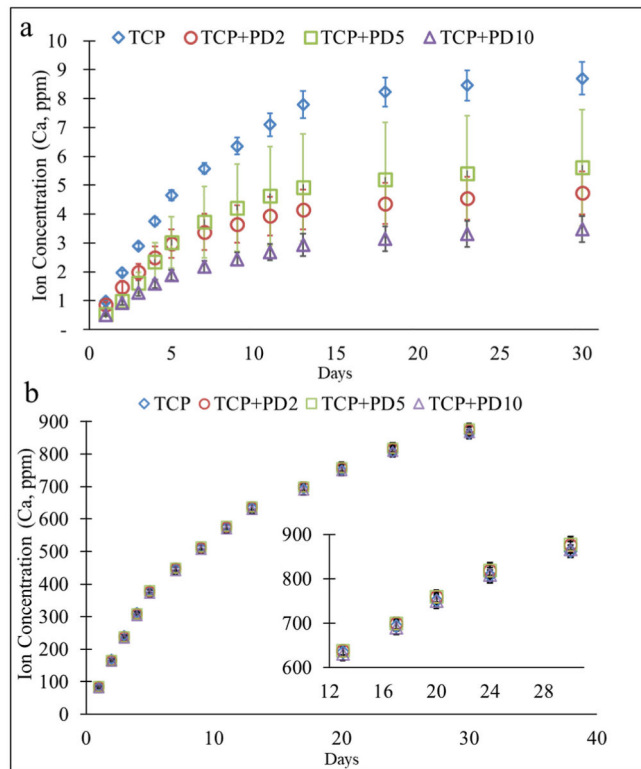 a
TCP TCP+PD2 TCP+PD5 TCP+PD10
Ion Concentration (Ca, ppm)
10
9
8
7
6
5
4
3
2
1
-
0 5 10 15 20 25 30
Days
b
TCP TCP+PD2 TCP+PD5 TCP+PD10
Ion Concentration (Ca, ppm)
900
800
700
600
500
400
300
200
100
0
0 10 20 30 40
Days
900
800
700
600
12 16 20 24 28